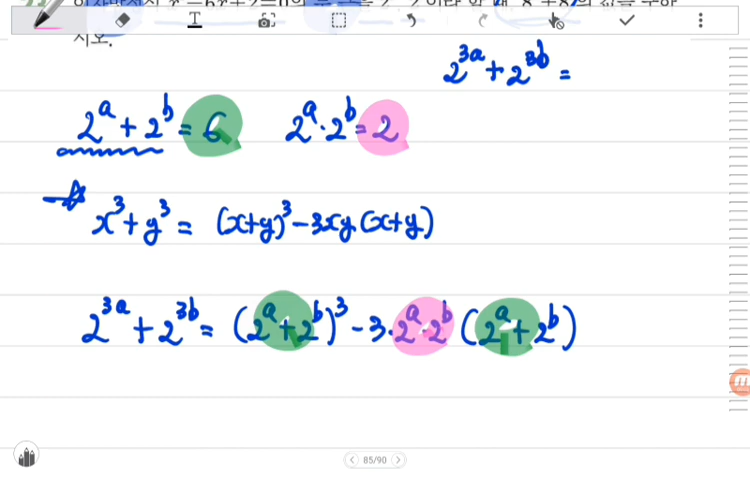 시오.
2^{3a} + 2^{3b} =
2^a + 2^b = 6 2^a · 2^b = 2
x^3 + y^3 = (x+y)^3 - 3xy(x+y)
2^{3a} + 2^{3b} = (2^a + 2^b)^3 - 3·2^a·2^b (2^a + 2^b)
85/90